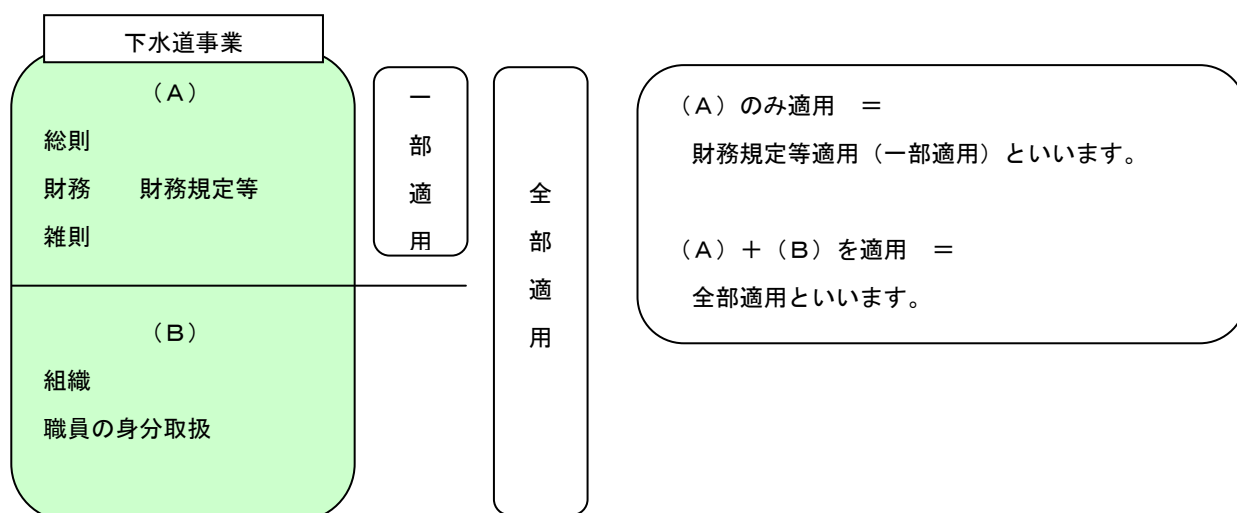 下水道事業
（Ａ）
総則
財務　　財務規定等
雑則
（Ｂ）
組織
職員の身分取扱
一部適用
全部適用
（Ａ）のみ適用　＝
財務規定等適用（一部適用）といいます。
（Ａ）＋（Ｂ）を適用　＝
全部適用といいます。